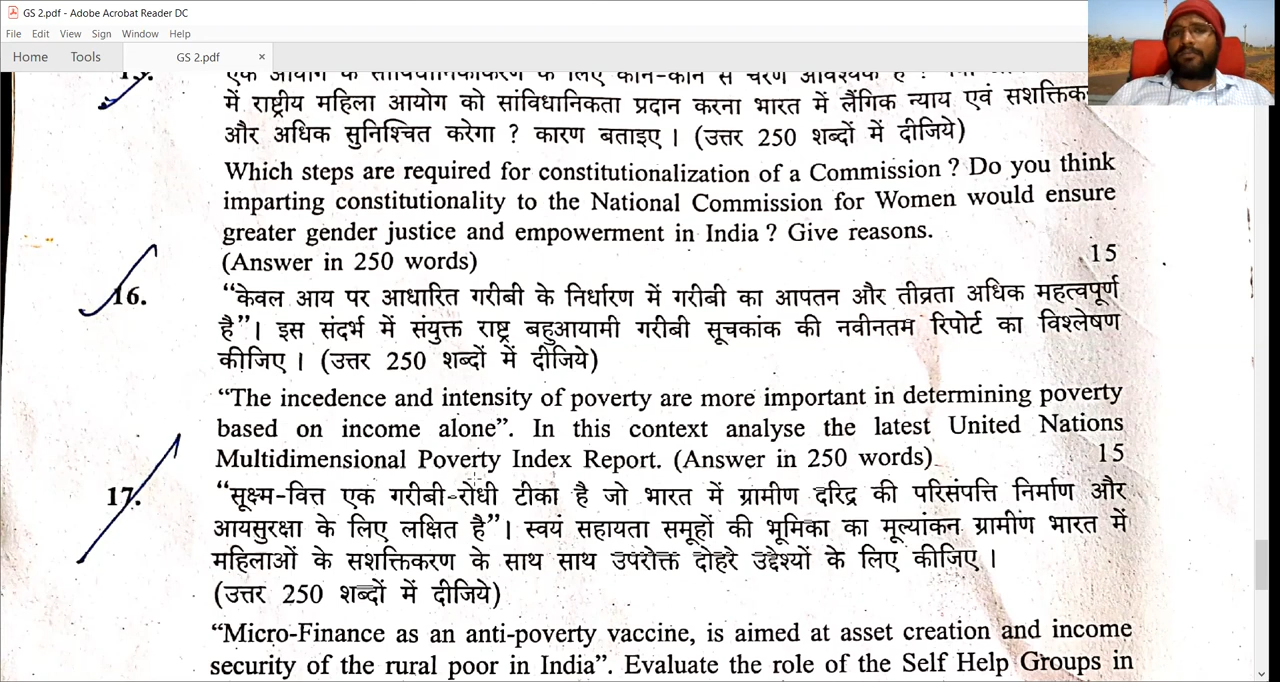 GS 2.pdf - Adobe Acrobat Reader DC
File Edit View Sign Window Help
Home Tools GS 2.pdf ×
में राष्ट्रीय महिला आयोग को सांविधानिकता प्रदान करना भारत में लैंगिक न्याय एवं
और अधिक सुनिश्चित करेगा ? कारण बताइए । (उत्तर 250 शब्दों में दीजिये)
Which steps are required for constitutionalization of a Commission ? Do you think
imparting constitutionality to the National Commission for Women would ensure
greater gender justice and empowerment in India ? Give reasons.
(Answer in 250 words) 15
16. “केवल आय पर आधारित गरीबी के निर्धारण में गरीबी का आपतन और तीव्रता अधिक महत्वपूर्ण
है”। इस संदर्भ में संयुक्त राष्ट्र बहुआयामी गरीबी सूचकांक की नवीनतम रिपोर्ट का विश्लेषण
कीजिए । (उत्तर 250 शब्दों में दीजिये)
“The incedence and intensity of poverty are more important in determining poverty
based on income alone”. In this context analyse the latest United Nations
Multidimensional Poverty Index Report. (Answer in 250 words) 15
17. “सूक्ष्म-वित्त एक गरीबी-रोधी टीका है जो भारत में ग्रामीण दरिद्र की परिसंपत्ति निर्माण और
आयसुरक्षा के लिए लक्षित है”। स्वयं सहायता समूहों की भूमिका का मूल्यांकन ग्रामीण भारत में
महिलाओं के सशक्तिकरण के साथ साथ उपरोक्त दोहरे उद्देश्यों के लिए कीजिए ।
(उत्तर 250 शब्दों में दीजिये)
“Micro-Finance as an anti-poverty vaccine, is aimed at asset creation and income
security of the rural poor in India”. Evaluate the role of the Self Help Groups in